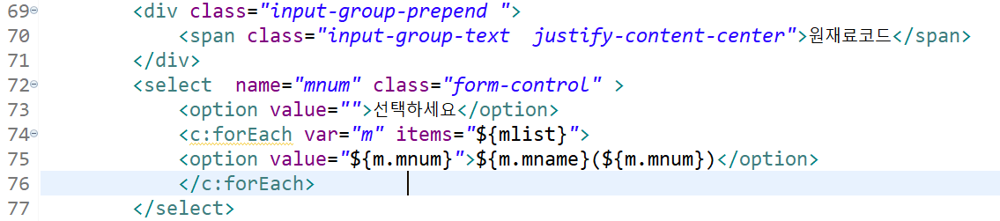 69 <div class="input-group-prepend ">
70 <span class="input-group-text  justify-content-center">원재료코드</span>
71 </div>
72 <select  name="mnum" class="form-control" >
73 <option value="">선택하세요</option>
74 <c:forEach var="m" items="${mlist}">
75 <option value="${m.mnum}">${m.mname}(${m.mnum})</option>
76 </c:forEach>
77 </select>